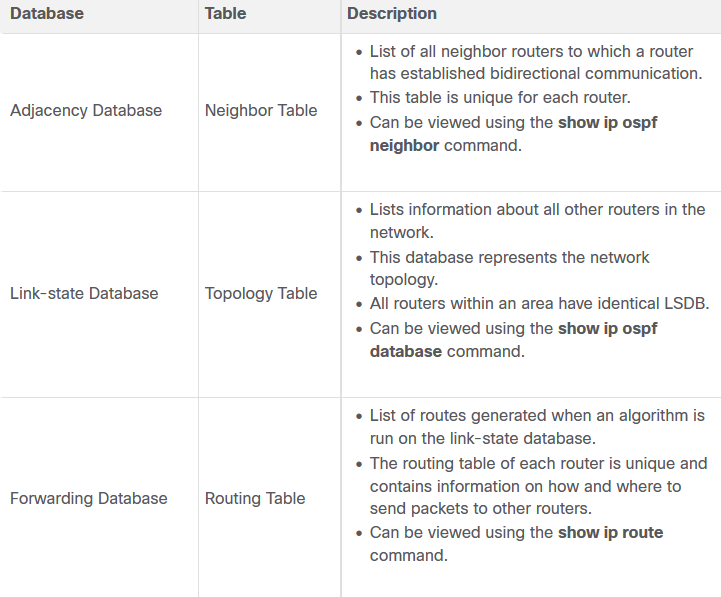 Database Table Description
Adjacency Database
Neighbor Table
• List of all neighbor routers to which a router
has established bidirectional communication.
• This table is unique for each router.
• Can be viewed using the show ip ospf
neighbor command.
Link-state Database
Topology Table
• Lists information about all other routers in the
network.
• This database represents the network
topology.
• All routers within an area have identical LSDB.
• Can be viewed using the show ip ospf
database command.
Forwarding Database
Routing Table
• List of routes generated when an algorithm is
run on the link-state database.
• The routing table of each router is unique and
contains information on how and where to
send packets to other routers.
• Can be viewed using the show ip route
command.